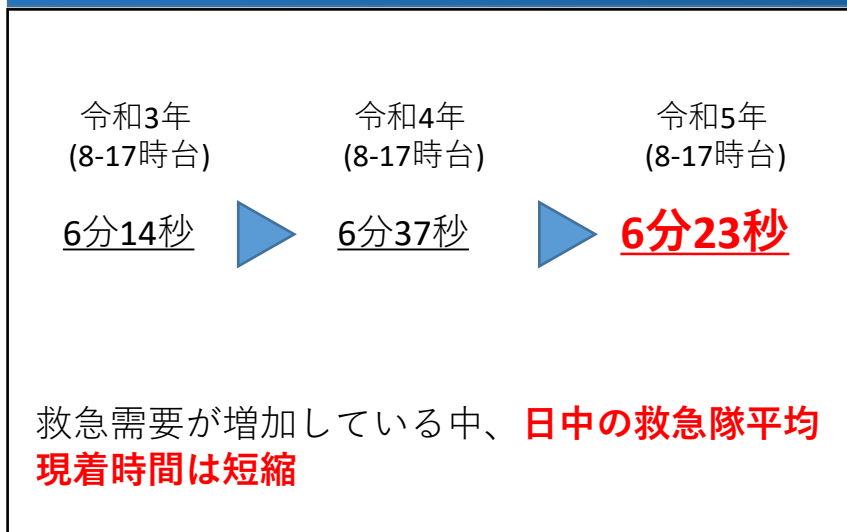 令和3年 令和4年 令和5年
(8-17時台) (8-17時台) (8-17時台)
6分14秒 6分37秒 6分23秒
救急需要が増加している中、日中の救急隊平均
現着時間は短縮